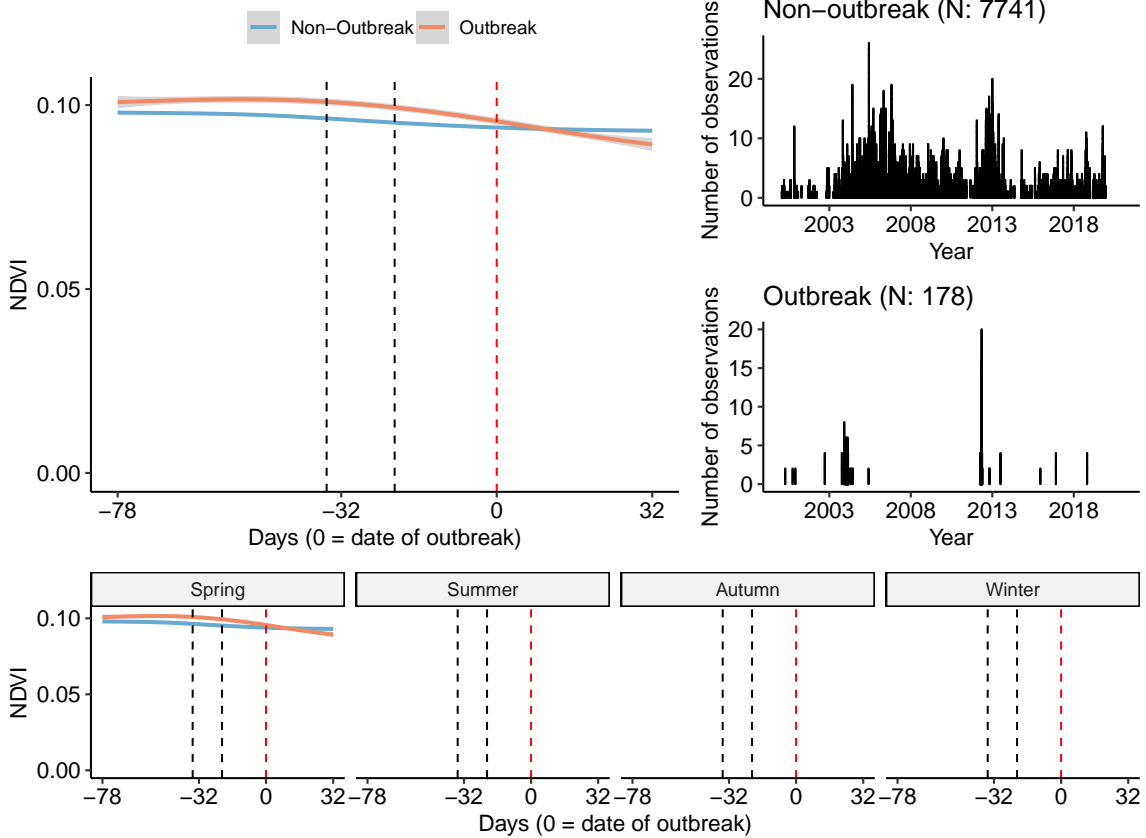 Non−Outbreak Outbreak
NDVI
0.10
0.05
0.00
−78 −32 0 32
Days (0 = date of outbreak)
Non−outbreak (N: 7741)
Number of observations
20
10
0
2003 2008 2013 2018
Year
Outbreak (N: 178)
Number of observations
20
15
10
5
0
2003 2008 2013 2018
Year
Spring Summer Autumn Winter
NDVI
0.10
0.05
0.00
−78 −32 0 32 −78 −32 0 32 −78 −32 0 32 −78 −32 0 32
Days (0 = date of outbreak)